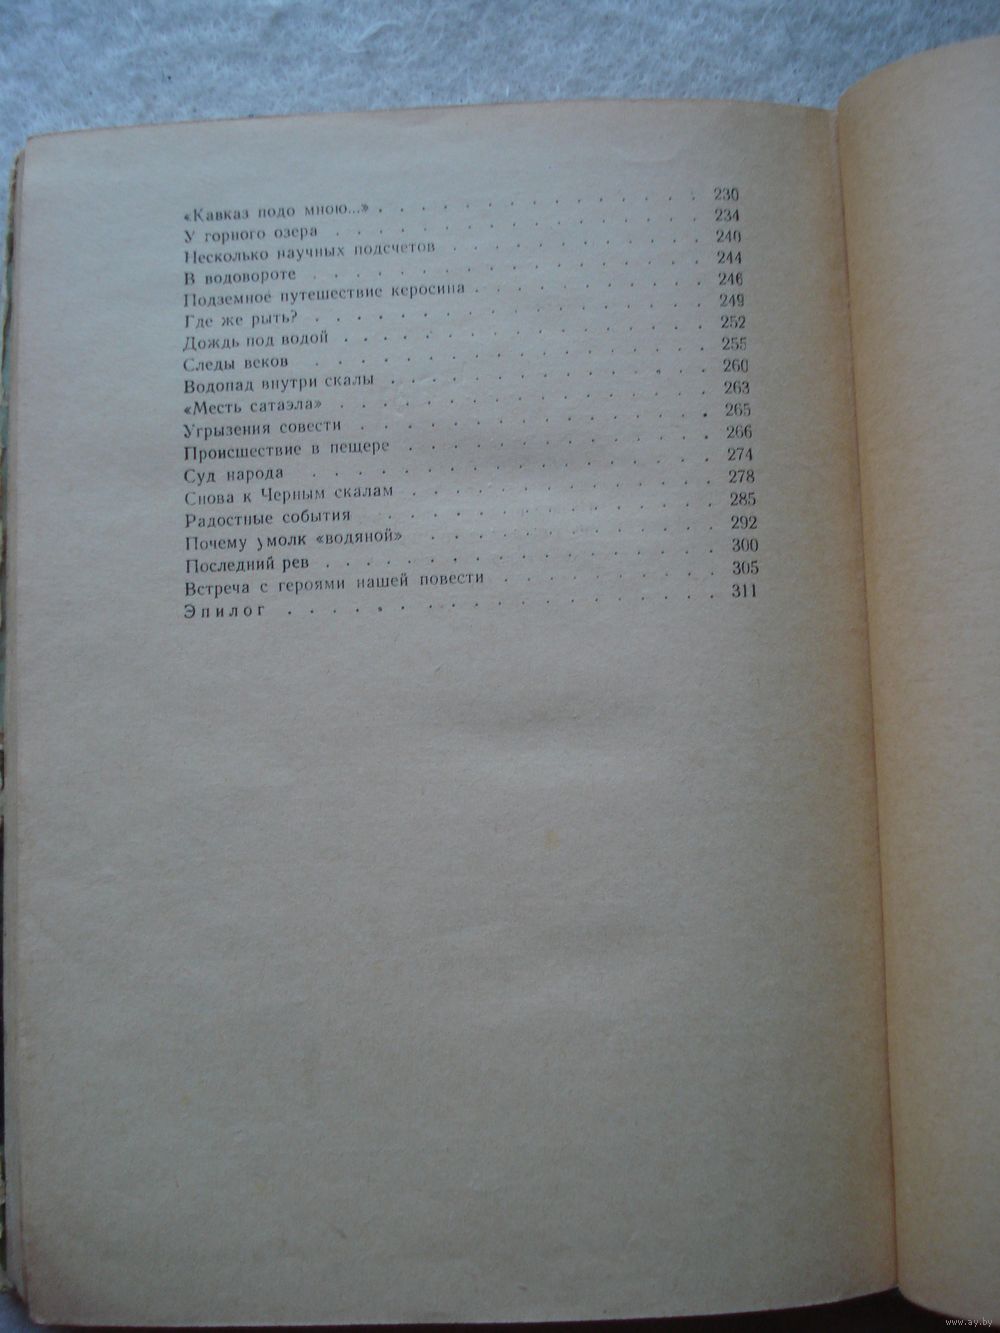 «Кавказ подо мною...» . . . . . . . . . . . . 230
У горного озера . . . . . . . . . . . . . 234
Несколько научных подсчетов . . . . . . . . . 240
В водовороте . . . . . . . . . . . . . . 244
Подземное путешествие керосина . . . . . . . . . 246
Где же рыть? . . . . . . . . . . . . . . 249
Дождь под водой . . . . . . . . . . . . . 252
Следы веков . . . . . . . . . . . . . . 255
Водопад внутри скалы . . . . . . . . . . . 260
«Месть сатаэла» . . . . . . . . . . . . . 263
Угрызения совести . . . . . . . . . . . . 265
Происшествие в пещере . . . . . . . . . . . 266
Суд народа . . . . . . . . . . . . . . 274
Снова к Черным скалам . . . . . . . . . . . 278
Радостные события . . . . . . . . . . . . 285
Почему умолк «водяной» . . . . . . . . . . 292
Последний рев . . . . . . . . . . . . . . 300
Встреча с героями нашей повести . . . . . . . . 305
Эпилог . . . . . . . . . . . . . . . 311
www.ay.by